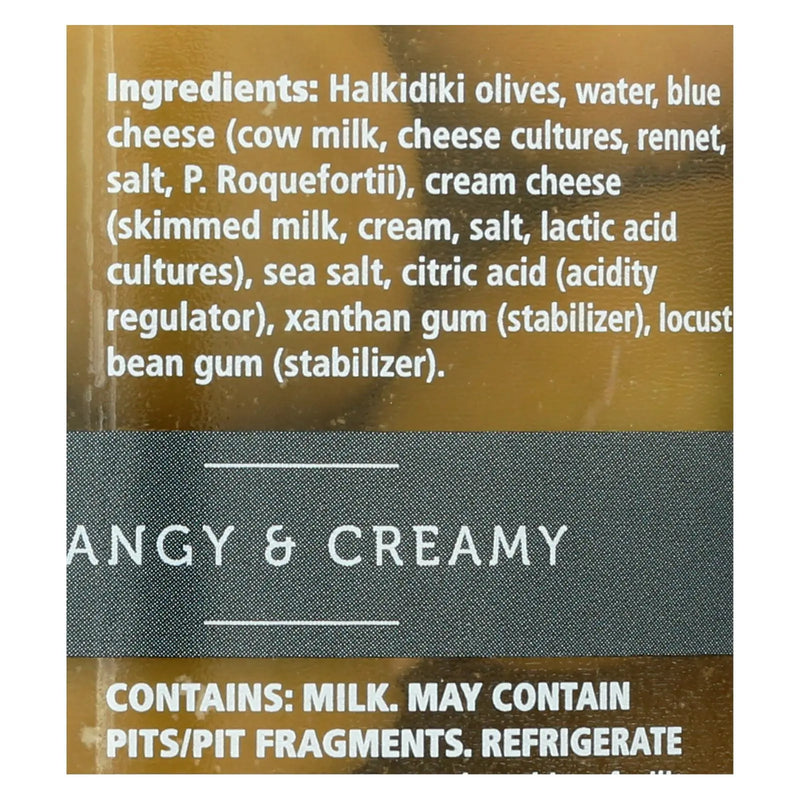 Ingredients: Halkidiki olives, water, blue
cheese (cow milk, cheese cultures, rennet,
salt, P. Roquefortii), cream cheese
(skimmed milk, cream, salt, lactic acid
cultures), sea salt, citric acid (acidity
regulator), xanthan gum (stabilizer), locust
bean gum (stabilizer).
ANGY & CREAMY
CONTAINS: MILK. MAY CONTAIN
PITS/PIT FRAGMENTS. REFRIGERATE